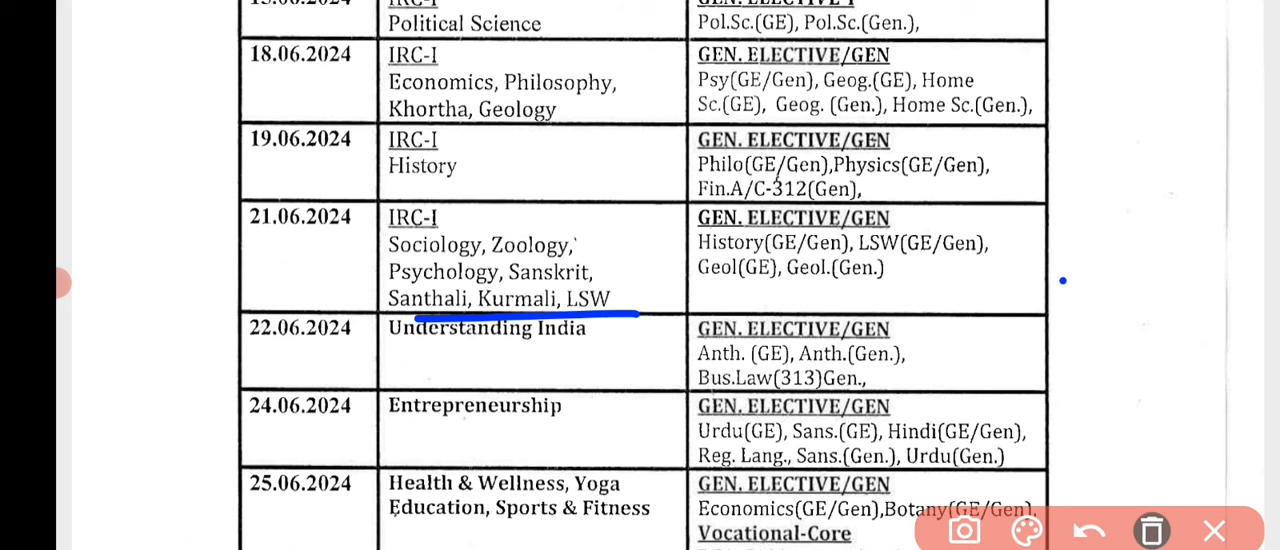 13.06.2024
IRC-I
Political Science
GEN. ELECTIVE-I
Pol.Sc.(GE), Pol.Sc.(Gen.),
18.06.2024
IRC-I
Economics, Philosophy,
Khortha, Geology
GEN. ELECTIVE/GEN
Psy(GE/Gen), Geog.(GE), Home
Sc.(GE), Geog. (Gen.), Home Sc.(Gen.),
19.06.2024
IRC-I
History
GEN. ELECTIVE/GEN
Philo(GE/Gen),Physics(GE/Gen),
Fin.A/C-312(Gen),
21.06.2024
IRC-I
Sociology, Zoology,
Psychology, Sanskrit,
Santhali, Kurmali, LSW
GEN. ELECTIVE/GEN
History(GE/Gen), LSW(GE/Gen),
Geol(GE), Geol.(Gen.)
22.06.2024
Understanding India
GEN. ELECTIVE/GEN
Anth. (GE), Anth.(Gen.),
Bus.Law(313)Gen.,
24.06.2024
Entrepreneurship
GEN. ELECTIVE/GEN
Urdu(GE), Sans.(GE), Hindi(GE/Gen),
Reg. Lang., Sans.(Gen.), Urdu(Gen.)
25.06.2024
Health & Wellness, Yoga
Education, Sports & Fitness
GEN. ELECTIVE/GEN
Economics(GE/Gen),Botany(GE/Gen),
Vocational-Core